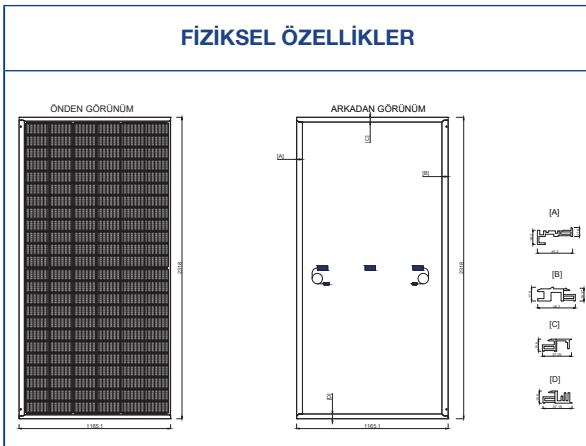 FİZİKSEL ÖZELLİKLER
ÖNDEN GÖRÜNÜM
ARKADAN GÖRÜNÜM
[C]
[A]
[B]
2318
2318
[D]
1165.1
1165.1
[A]
[B]
[C]
[D]